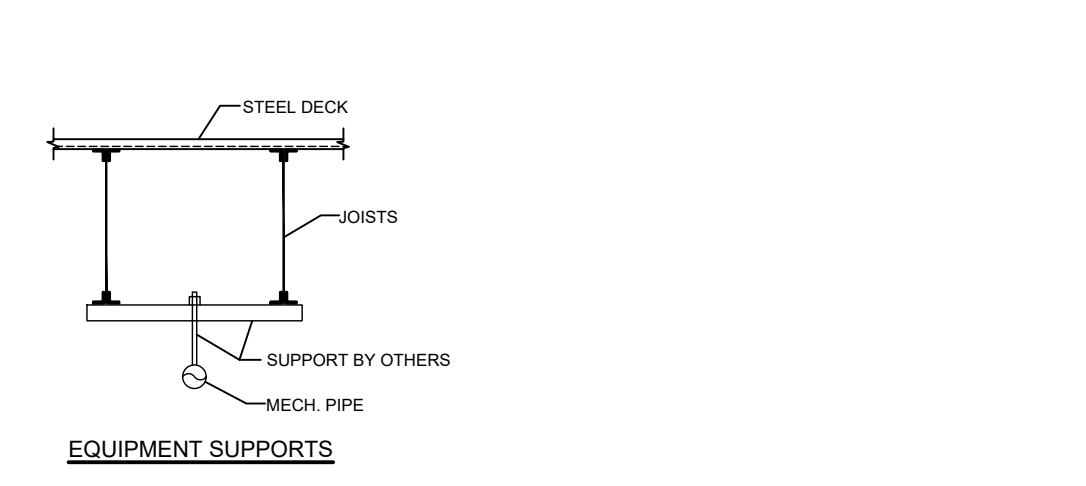 STEEL DECK
JOISTS
SUPPORT BY OTHERS
MECH. PIPE
EQUIPMENT SUPPORTS